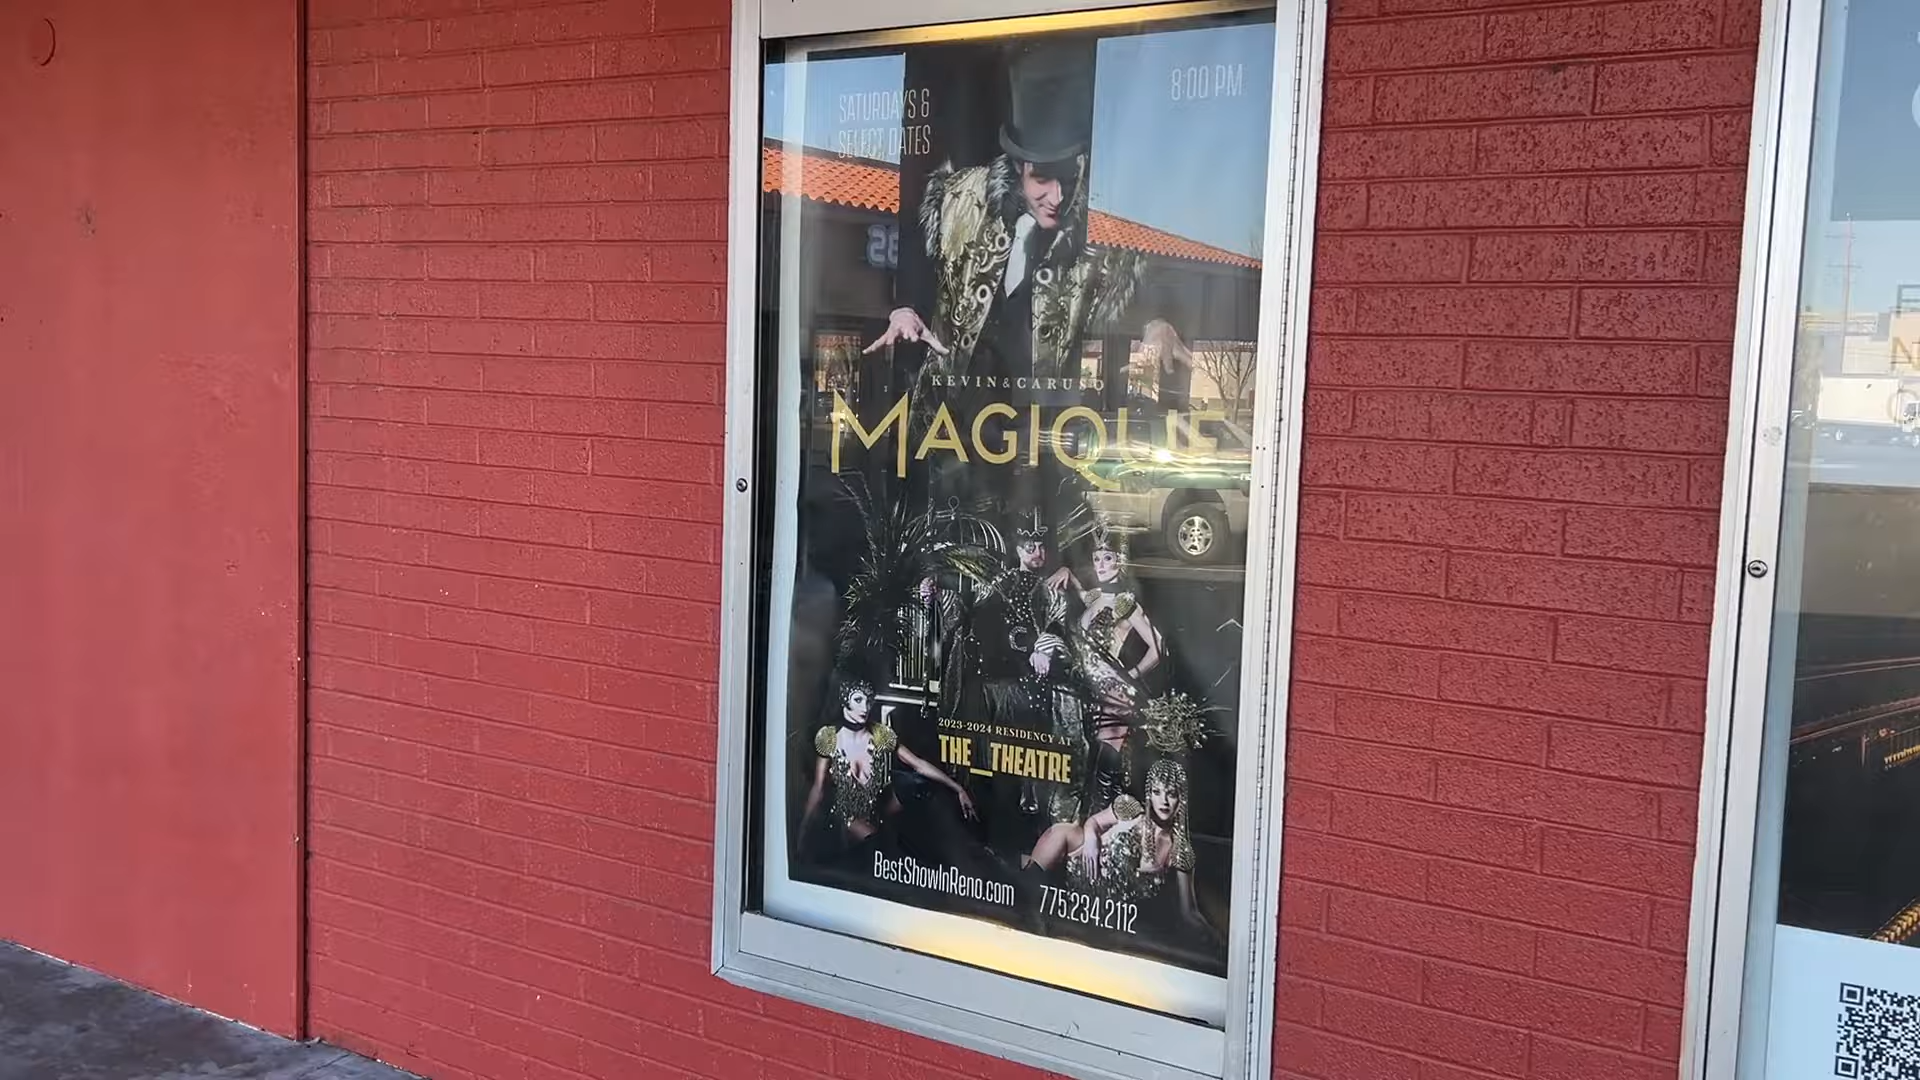 SATURDAYS &
SELECT DATES
8:00 PM
KEVIN & CARUSO
MAGIQUE
2023-2024 RESIDENCY AT
THE_THEATRE
BestShowInReno.com
775.234.2112